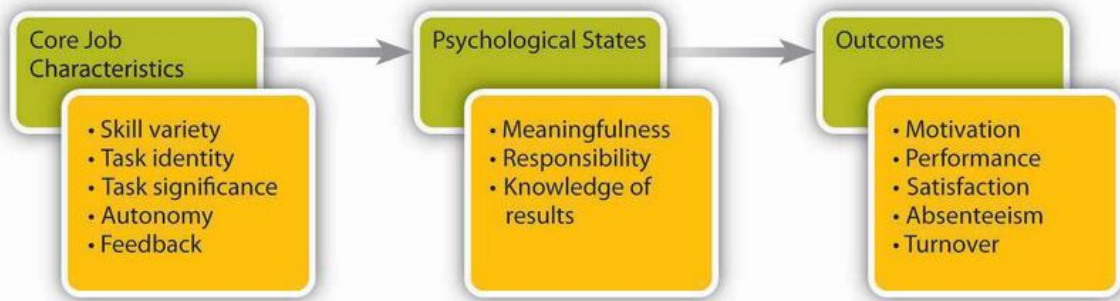 Core Job
Characteristics
• Skill variety
• Task identity
• Task significance
• Autonomy
• Feedback
Psychological States
• Meaningfulness
• Responsibility
• Knowledge of
results
Outcomes
• Motivation
• Performance
• Satisfaction
• Absenteeism
• Turnover